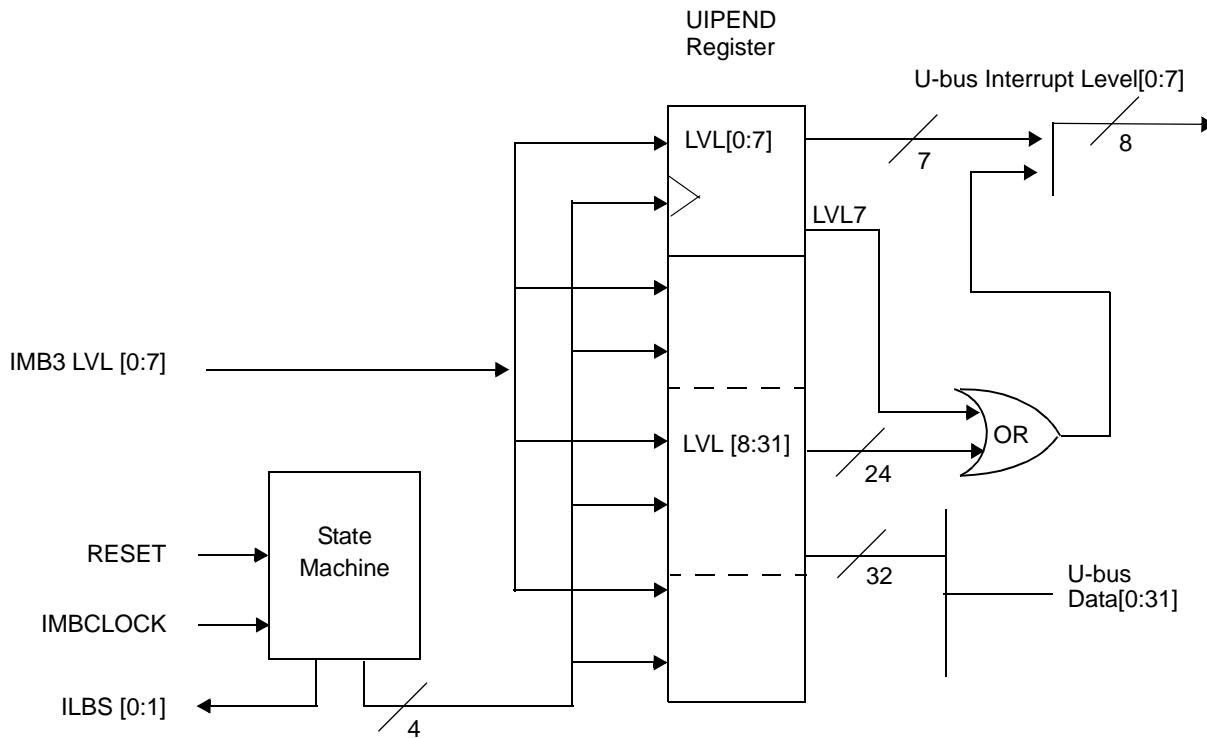 UIPEND
Register
U-bus Interrupt Level[0:7]
LVL[0:7]
7
8
LVL7
IMB3 LVL [0:7]
LVL [8:31]
OR
24
State
Machine
RESET
32
U-bus
Data[0:31]
IMBCLOCK
ILBS [0:1]
4